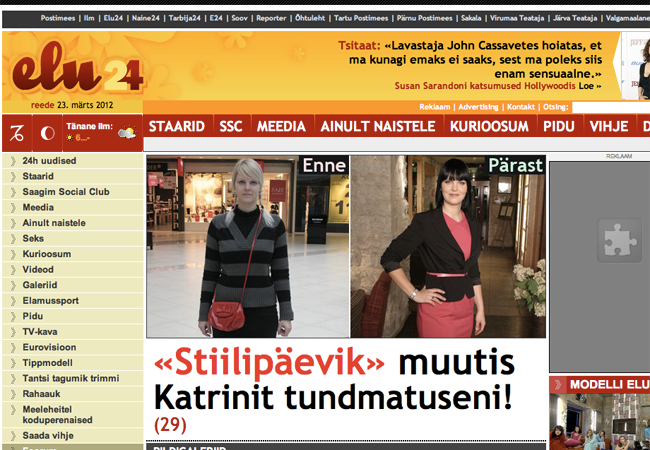 Postimees | Ilm | Elu24 | Naine24 | Tarbija24 | E24 | Soov | Reporter | Õhtuleht | Tartu Postimees | Pärnu Postimees | Sakala | Virumaa Teataja | Järva Teataja | Valgamaalane
elu24
reede 23. märts 2012
Tsitaat: «Lavastaja John Cassavetes hoiatas, et
ma kunagi emaks ei saaks, sest ma poleks siis
enam sensuaalne.»
Susan Sarandoni katsumused Hollywoodis Loe »
Reklaam | Advertising | Kontakt | Otsing:
Tänane ilm:
6...-
STAARID SSC MEEDIA AINULT NAISTELE KURIOOSUM PIDU VIHJE
24h uudised
Staarid
Saagim Social Club
Meedia
Ainult naistele
Seks
Kurioosum
Videod
Galeriid
Elamussport
Pidu
TV-kava
Eurovisioon
Tippmodell
Tantsi tagumik trimmi
Rahaauk
Meeleheitel
koduperenaised
Saada vihje
Enne
Pärast
«Stiilipäevik» muutis
Katrinit tundmatuseni!
(29)
PILDIGALERIID
REKLAAM
MODELLI ELU